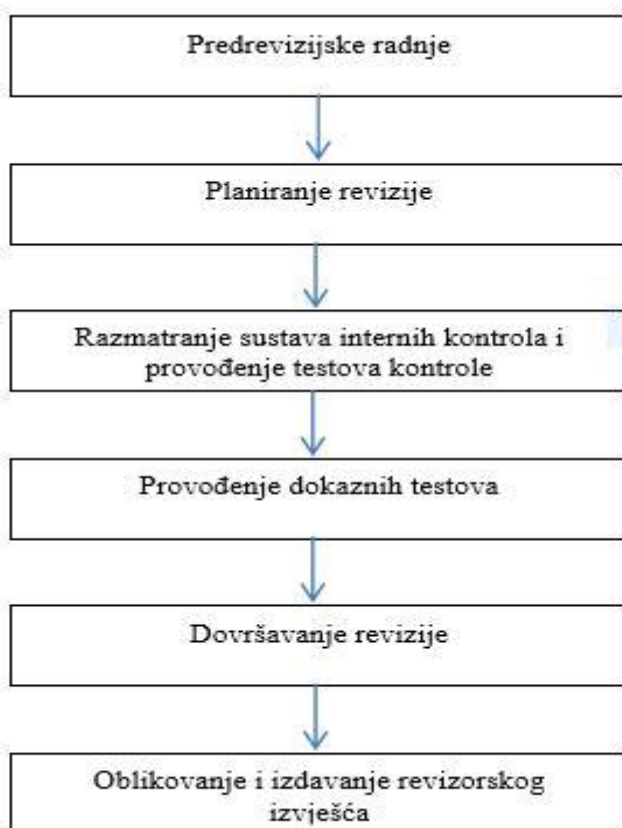 Predrevizijske radnje
Planiranje revizije
Razmatranje sustava internih kontrola i
provođenje testova kontrole
Provođenje dokaznih testova
Dovršavanje revizije
Oblikovanje i izdavanje revizorskog
izvješća